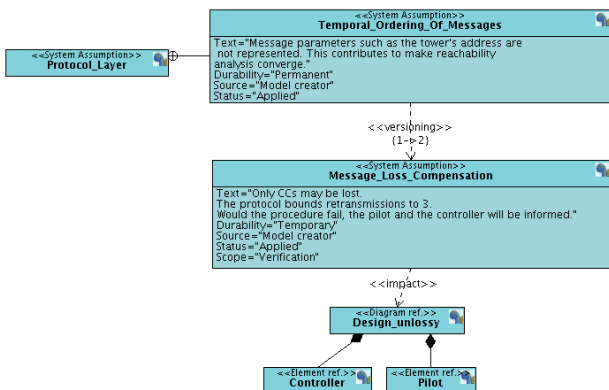 <<System Assumption>>
Temporal_Ordering_Of_Messages
Text="Message parameters such as the tower's address are
not represented. This contributes to make reachability
analysis converge."
Durability="Permanent"
Source="Model creator"
Status="Applied"
<<System Assumption>>
Protocol_Layer
<<versioning>>
{1->2}
<<System Assumption>>
Message_Loss_Compensation
Text="Only CCs may be lost.
The protocol bounds retransmissions to 3.
Would the procedure fail, the pilot and the controller will be informed."
Durability="Temporary"
Source="Model creator"
Status="Applied"
Scope="Verification"
<<impact>>
<<Diagram ref.>>
Design_unlossy
<<Element ref.>>
Controller
<<Element ref.>>
Pilot